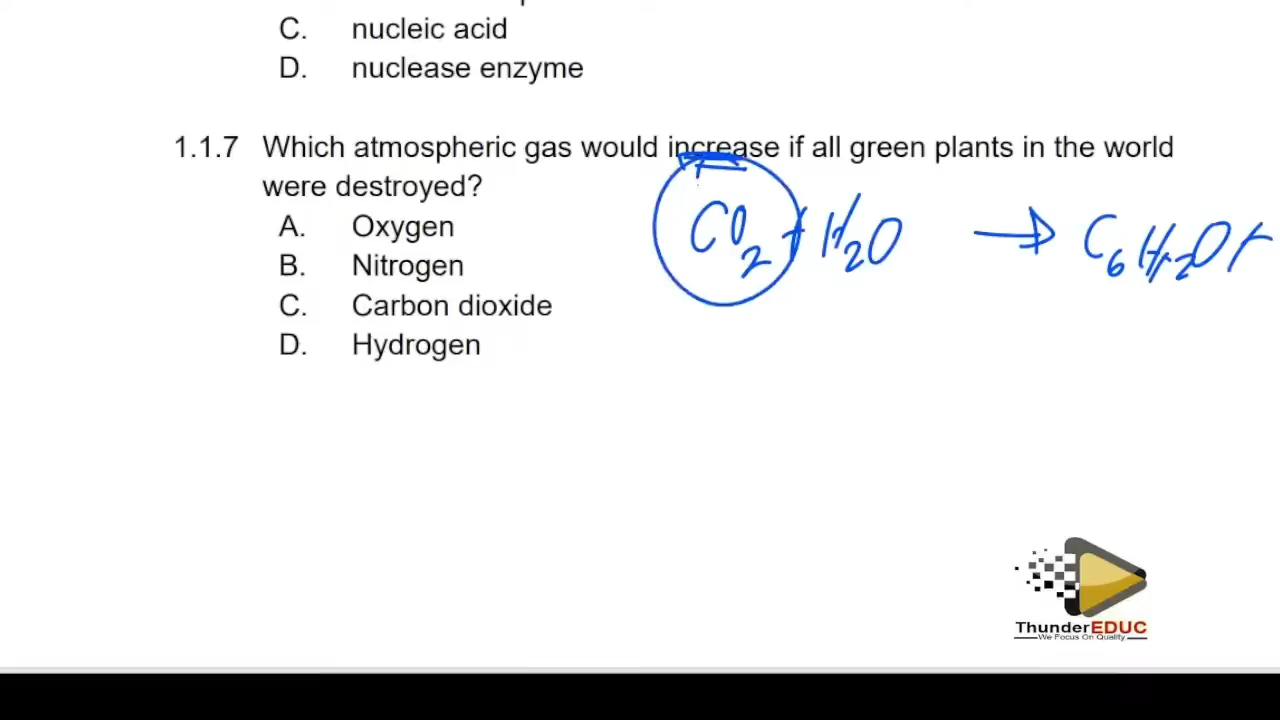 C. nucleic acid
D. nuclease enzyme
1.1.7 Which atmospheric gas would increase if all green plants in the world
were destroyed?
A. Oxygen
B. Nitrogen
C. Carbon dioxide
D. Hydrogen
CO2 + H2O → C6H12O+
ThunderEDUC
We Focus On Quality